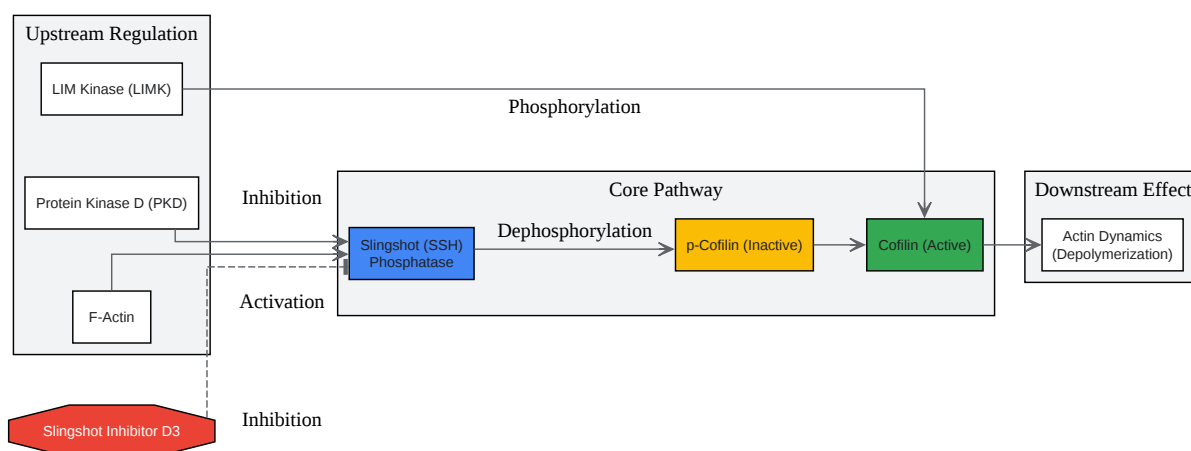 Upstream Regulation
LIM Kinase (LIMK)
Phosphorylation
Protein Kinase D (PKD)
Inhibition
Core Pathway
Downstream Effect
Slingshot (SSH)
Phosphatase
Dephosphorylation
p-Cofilin (Inactive)
Cofilin (Active)
Actin Dynamics
(Depolymerization)
Activation
F-Actin
Inhibition
Slingshot Inhibitor D3